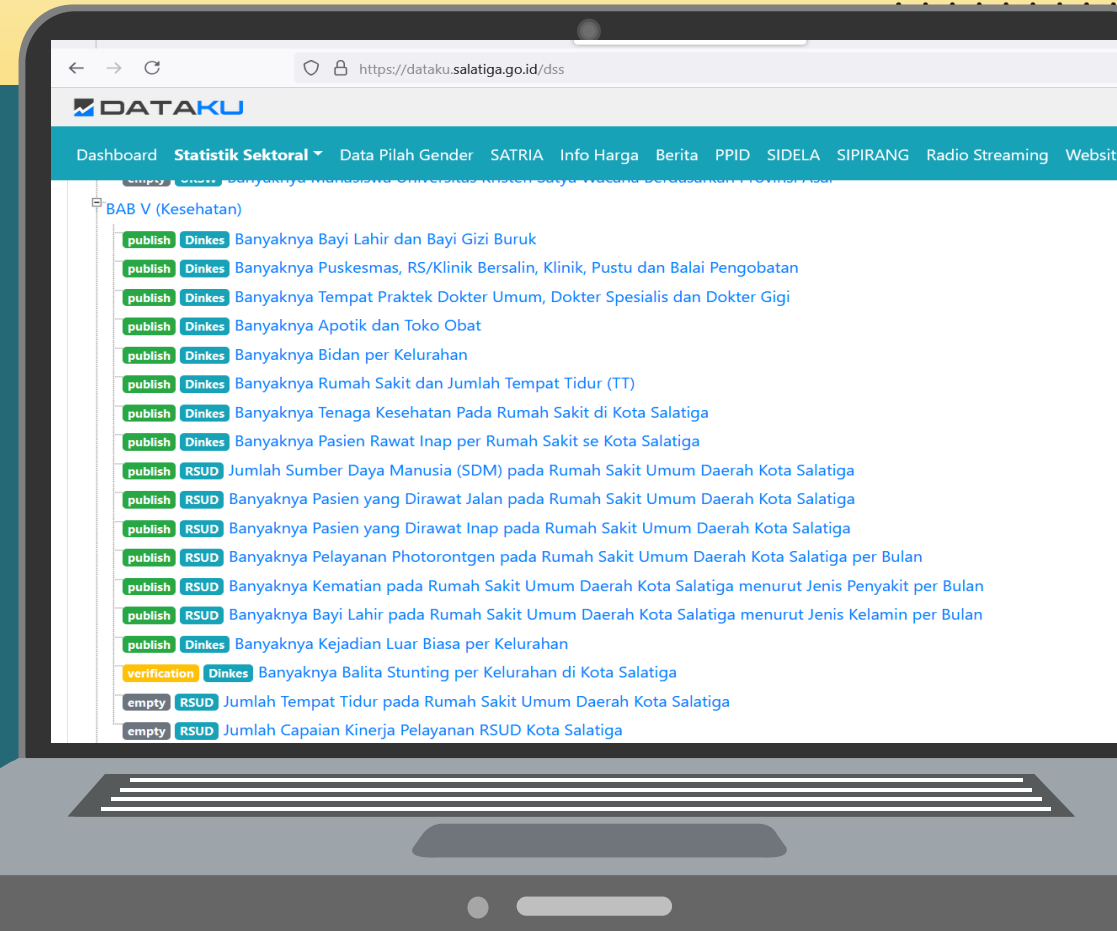 https://dataku.salatiga.go.id/dss
DATAKU
Dashboard Statistik Sektoral Data Pilah Gender SATRIA Info Harga Berita PPID SIDELA SIPIRANG Radio Streaming Websit
empty UKSW Banyaknya Mahasiswa Universitas Kristen Satya Wacana Berdasarkan Provinsi Asal
BAB V (Kesehatan)
publish Dinkes Banyaknya Bayi Lahir dan Bayi Gizi Buruk
publish Dinkes Banyaknya Puskesmas, RS/Klinik Bersalin, Klinik, Pustu dan Balai Pengobatan
publish Dinkes Banyaknya Tempat Praktek Dokter Umum, Dokter Spesialis dan Dokter Gigi
publish Dinkes Banyaknya Apotik dan Toko Obat
publish Dinkes Banyaknya Bidan per Kelurahan
publish Dinkes Banyaknya Rumah Sakit dan Jumlah Tempat Tidur (TT)
publish Dinkes Banyaknya Tenaga Kesehatan Pada Rumah Sakit di Kota Salatiga
publish Dinkes Banyaknya Pasien Rawat Inap per Rumah Sakit se Kota Salatiga
publish RSUD Jumlah Sumber Daya Manusia (SDM) pada Rumah Sakit Umum Daerah Kota Salatiga
publish RSUD Banyaknya Pasien yang Dirawat Jalan pada Rumah Sakit Umum Daerah Kota Salatiga
publish RSUD Banyaknya Pasien yang Dirawat Inap pada Rumah Sakit Umum Daerah Kota Salatiga
publish RSUD Banyaknya Pelayanan Photorontgen pada Rumah Sakit Umum Daerah Kota Salatiga per Bulan
publish RSUD Banyaknya Kematian pada Rumah Sakit Umum Daerah Kota Salatiga menurut Jenis Penyakit per Bulan
publish RSUD Banyaknya Bayi Lahir pada Rumah Sakit Umum Daerah Kota Salatiga menurut Jenis Kelamin per Bulan
publish Dinkes Banyaknya Kejadian Luar Biasa per Kelurahan
verification Dinkes Banyaknya Balita Stunting per Kelurahan di Kota Salatiga
empty RSUD Jumlah Tempat Tidur pada Rumah Sakit Umum Daerah Kota Salatiga
empty RSUD Jumlah Capaian Kinerja Pelayanan RSUD Kota Salatiga